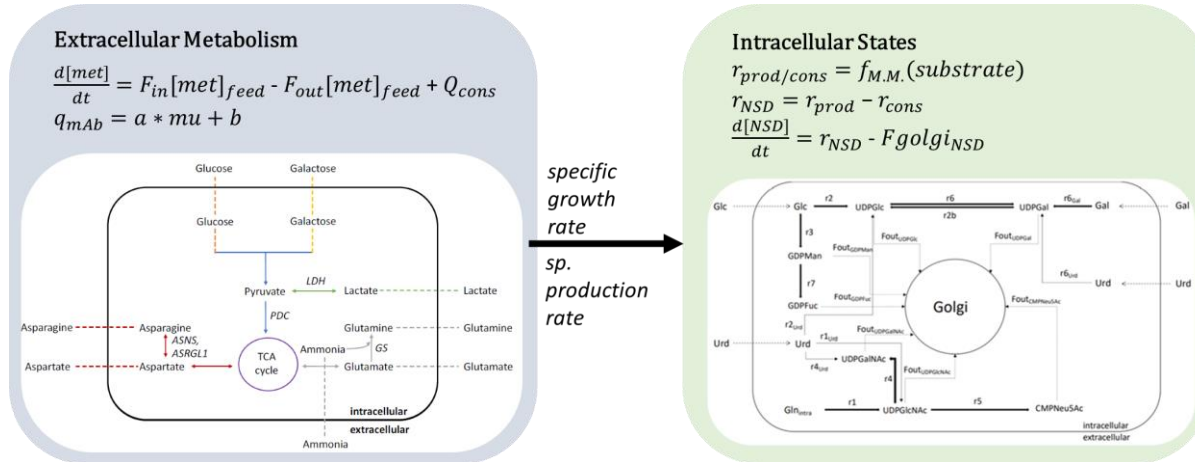 Extracellular Metabolism
d[met]/dt = F_in[met]_feed - F_out[met]_feed + Q_cons
q_mAb = a * mu + b
Glucose
Galactose
Glucose
Galactose
Pyruvate
LDH
Lactate
Lactate
PDC
Asparagine
Asparagine
Glutamine
Glutamine
ASNS,
ASRGL1
Ammonia
GS
TCA
cycle
Aspartate
Aspartate
Glutamate
Glutamate
intracellular
extracellular
Ammonia
specific
growth
rate
sp.
production
rate
Intracellular States
r_prod/cons = f_M.M.(substrate)
r_NSD = r_prod − r_cons
d[NSD]/dt = r_NSD - Fgolgi_NSD
Glc
Glc
r2
UDPGlc
r6
r2b
UDPGal
r6_Gal
Gal
Gal
r3
Fout_UDPGlc
Fout_UDPGal
Fout_GDPMan
GDPMan
r6_Urd
r7
Golgi
Urd
Urd
GDPFuc
Fout_GDPFuc
Fout_CMPNeu5Ac
r2_Urd
Fout_UDPGalNAc
Urd
Urd
r1_Urd
r4_Urd
UDPGalNAc
Fout_UDPGlcNAc
r4
Gln_intra
r1
UDPGlcNAc
r5
CMPNeu5Ac
intracellular
extracellular